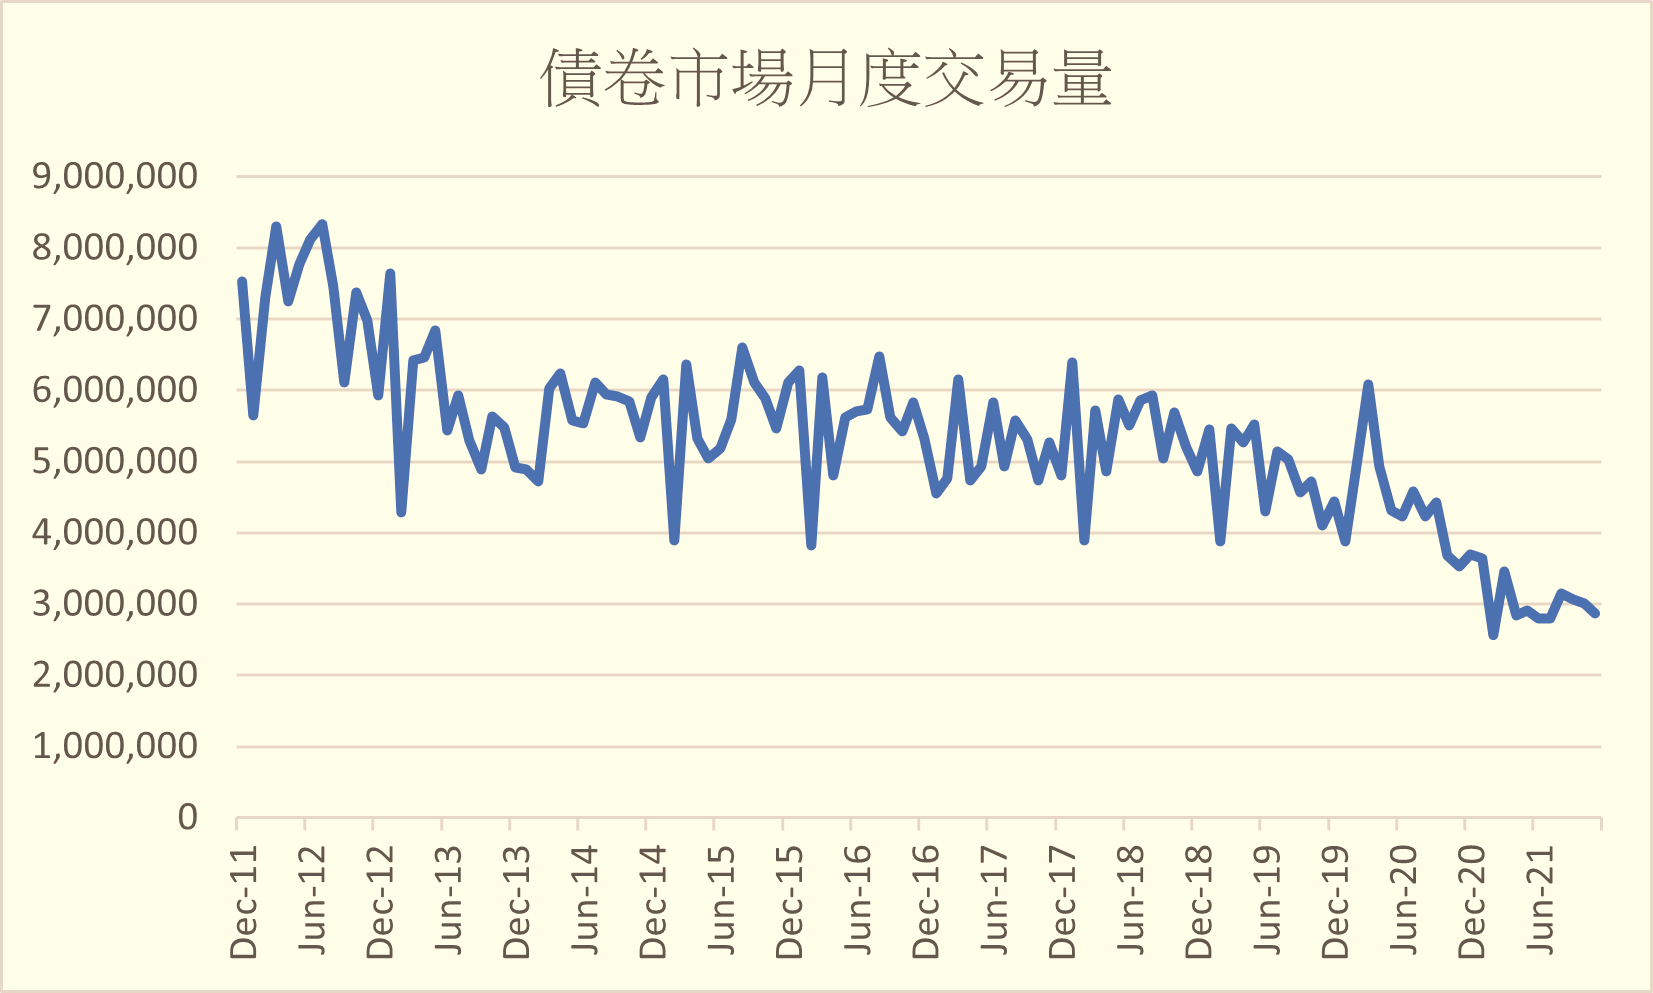 債卷市場月度交易量
9,000,000
8,000,000
7,000,000
6,000,000
5,000,000
4,000,000
3,000,000
2,000,000
1,000,000
0
Dec-11
Jun-12
Dec-12
Jun-13
Dec-13
Jun-14
Dec-14
Jun-15
Dec-15
Jun-16
Dec-16
Jun-17
Dec-17
Jun-18
Dec-18
Jun-19
Dec-19
Jun-20
Dec-20
Jun-21